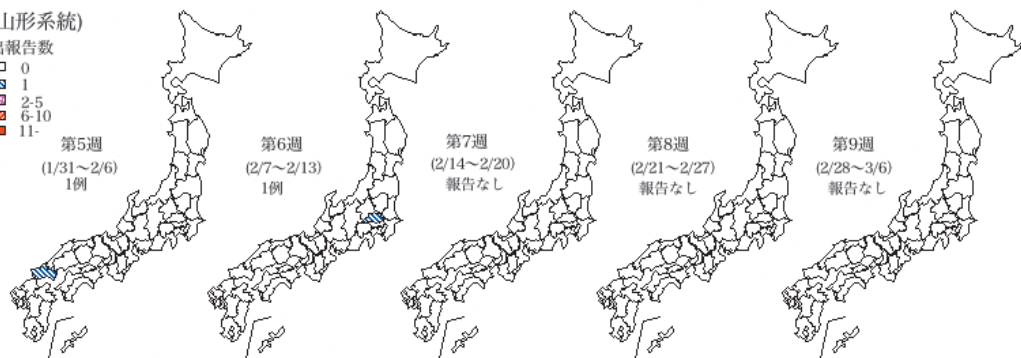 山形系統)
出報告数
0
1
2-5
6-10
11-
第5週
(1/31~2/6)
1例
第6週
(2/7~2/13)
1例
第7週
(2/14~2/20)
報告なし
第8週
(2/21~2/27)
報告なし
第9週
(2/28~3/6)
報告なし